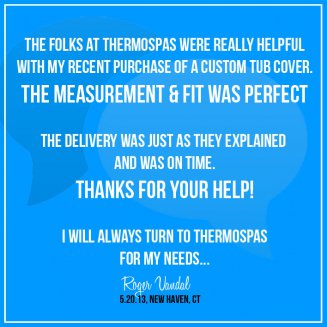 THE FOLKS AT THERMOSPAS WERE REALLY HELPFUL
WITH MY RECENT PURCHASE OF A CUSTOM TUB COVER.
THE MEASUREMENT & FIT WAS PERFECT
THE DELIVERY WAS JUST AS THEY EXPLAINED
AND WAS ON TIME.
THANKS FOR YOUR HELP!
I WILL ALWAYS TURN TO THERMOSPAS
FOR MY NEEDS...
Roger Vandal
5.20.13, NEW HAVEN, CT